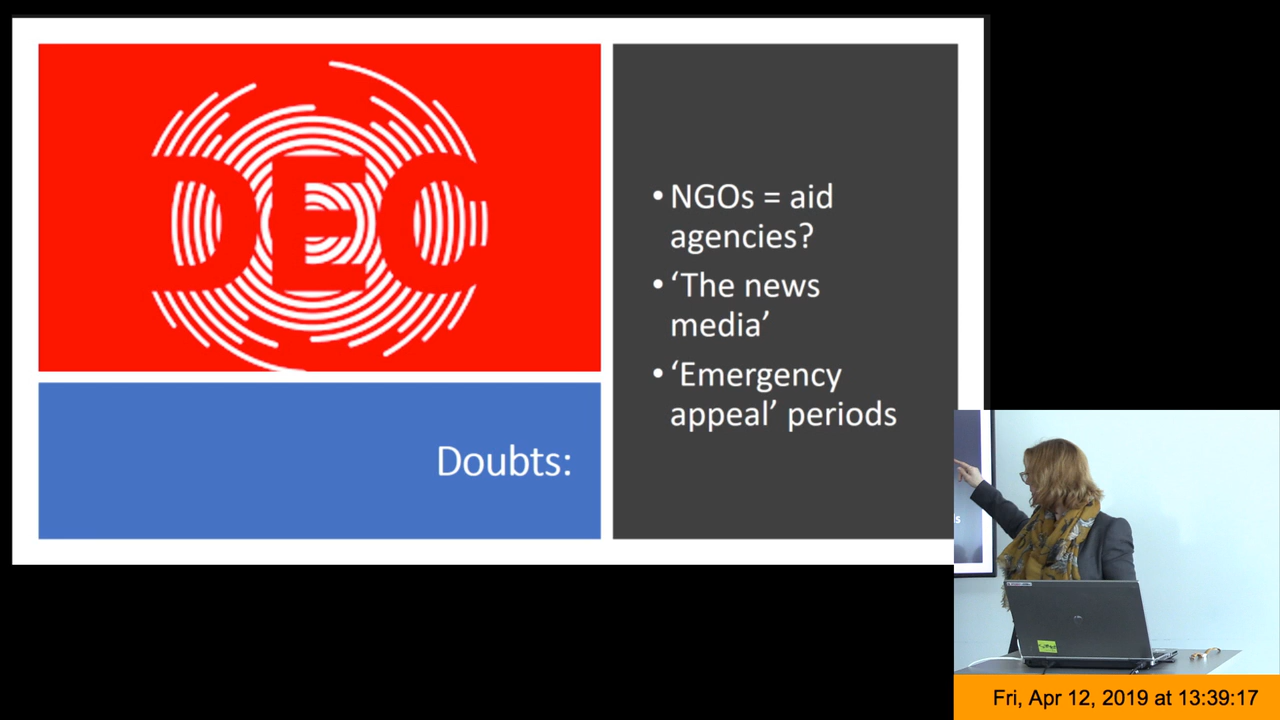 DEC
Doubts:
• NGOs = aid
agencies?
• ‘The news
media’
• ‘Emergency
appeal’ periods
Fri, Apr 12, 2019 at 13:39:17